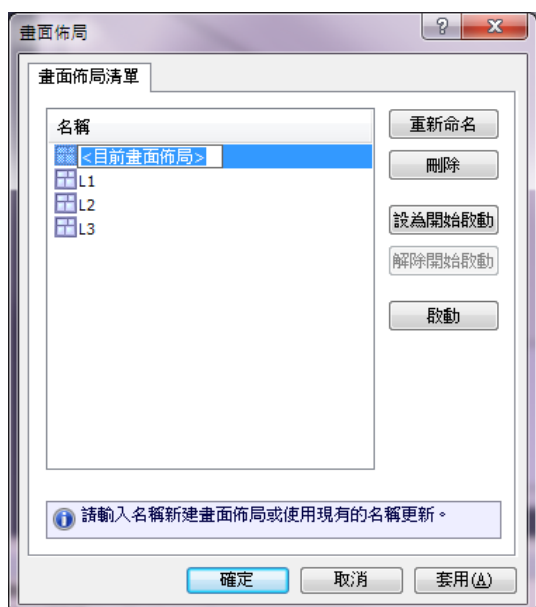 畫面佈局
畫面佈局清單
名稱
<目前畫面佈局>
L1
L2
L3
重新命名
刪除
設為開始啟動
解除開始啟動
啟動
請輸入名稱新建畫面佈局或使用現有的名稱更新。
確定
取消
套用(A)